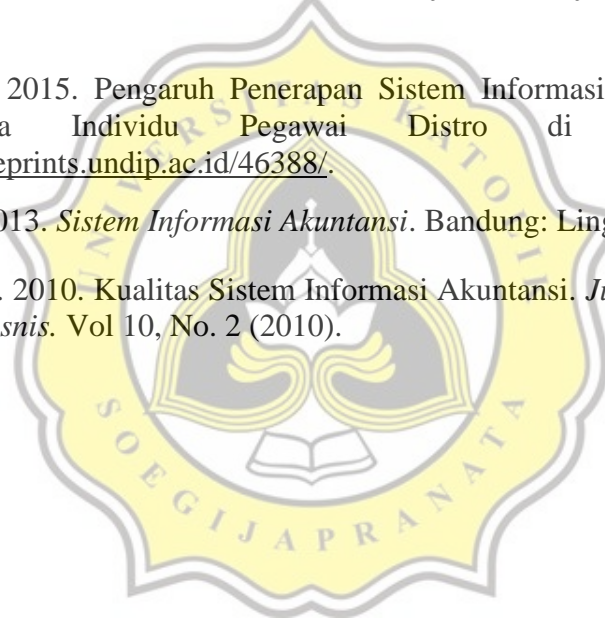 2015. Pengaruh Penerapan Sistem Informasi
a Individu Pegawai Distro di
eprints.undip.ac.id/46388/.
013. Sistem Informasi Akuntansi. Bandung: Ling
. 2010. Kualitas Sistem Informasi Akuntansi. Ju
snis. Vol 10, No. 2 (2010).
UNIVERSITAS KATOLIK
SOEGIJAPRANATA